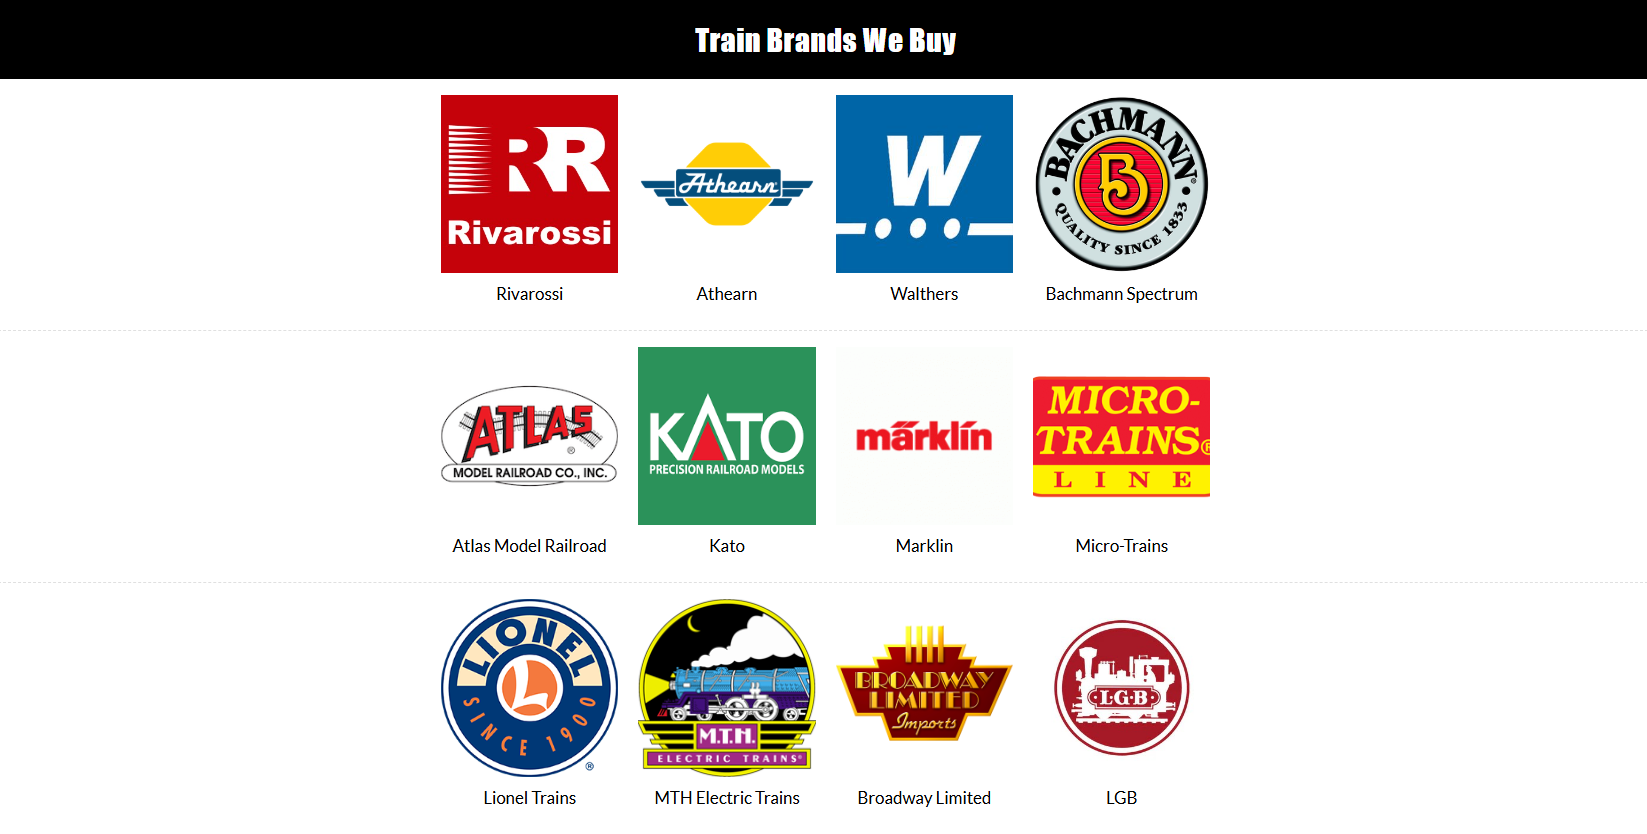 Train Brands We Buy
RR
Rivarossi
Athearn
W
BACHMANN®
B
QUALITY SINCE 1833
Rivarossi
Athearn
Walthers
Bachmann Spectrum
ATLAS
®
MODEL RAILROAD CO., INC.
KATO
PRECISION RAILROAD MODELS
märklín
MICRO-
TRAINS®
LINE
Atlas Model Railroad
Kato
Marklin
Micro-Trains
LIONEL
L
SINCE 1900
®
M.T.H.
ELECTRIC TRAINS®
BROADWAY
LIMITED
Imports
L·G·B
Lionel Trains
MTH Electric Trains
Broadway Limited
LGB